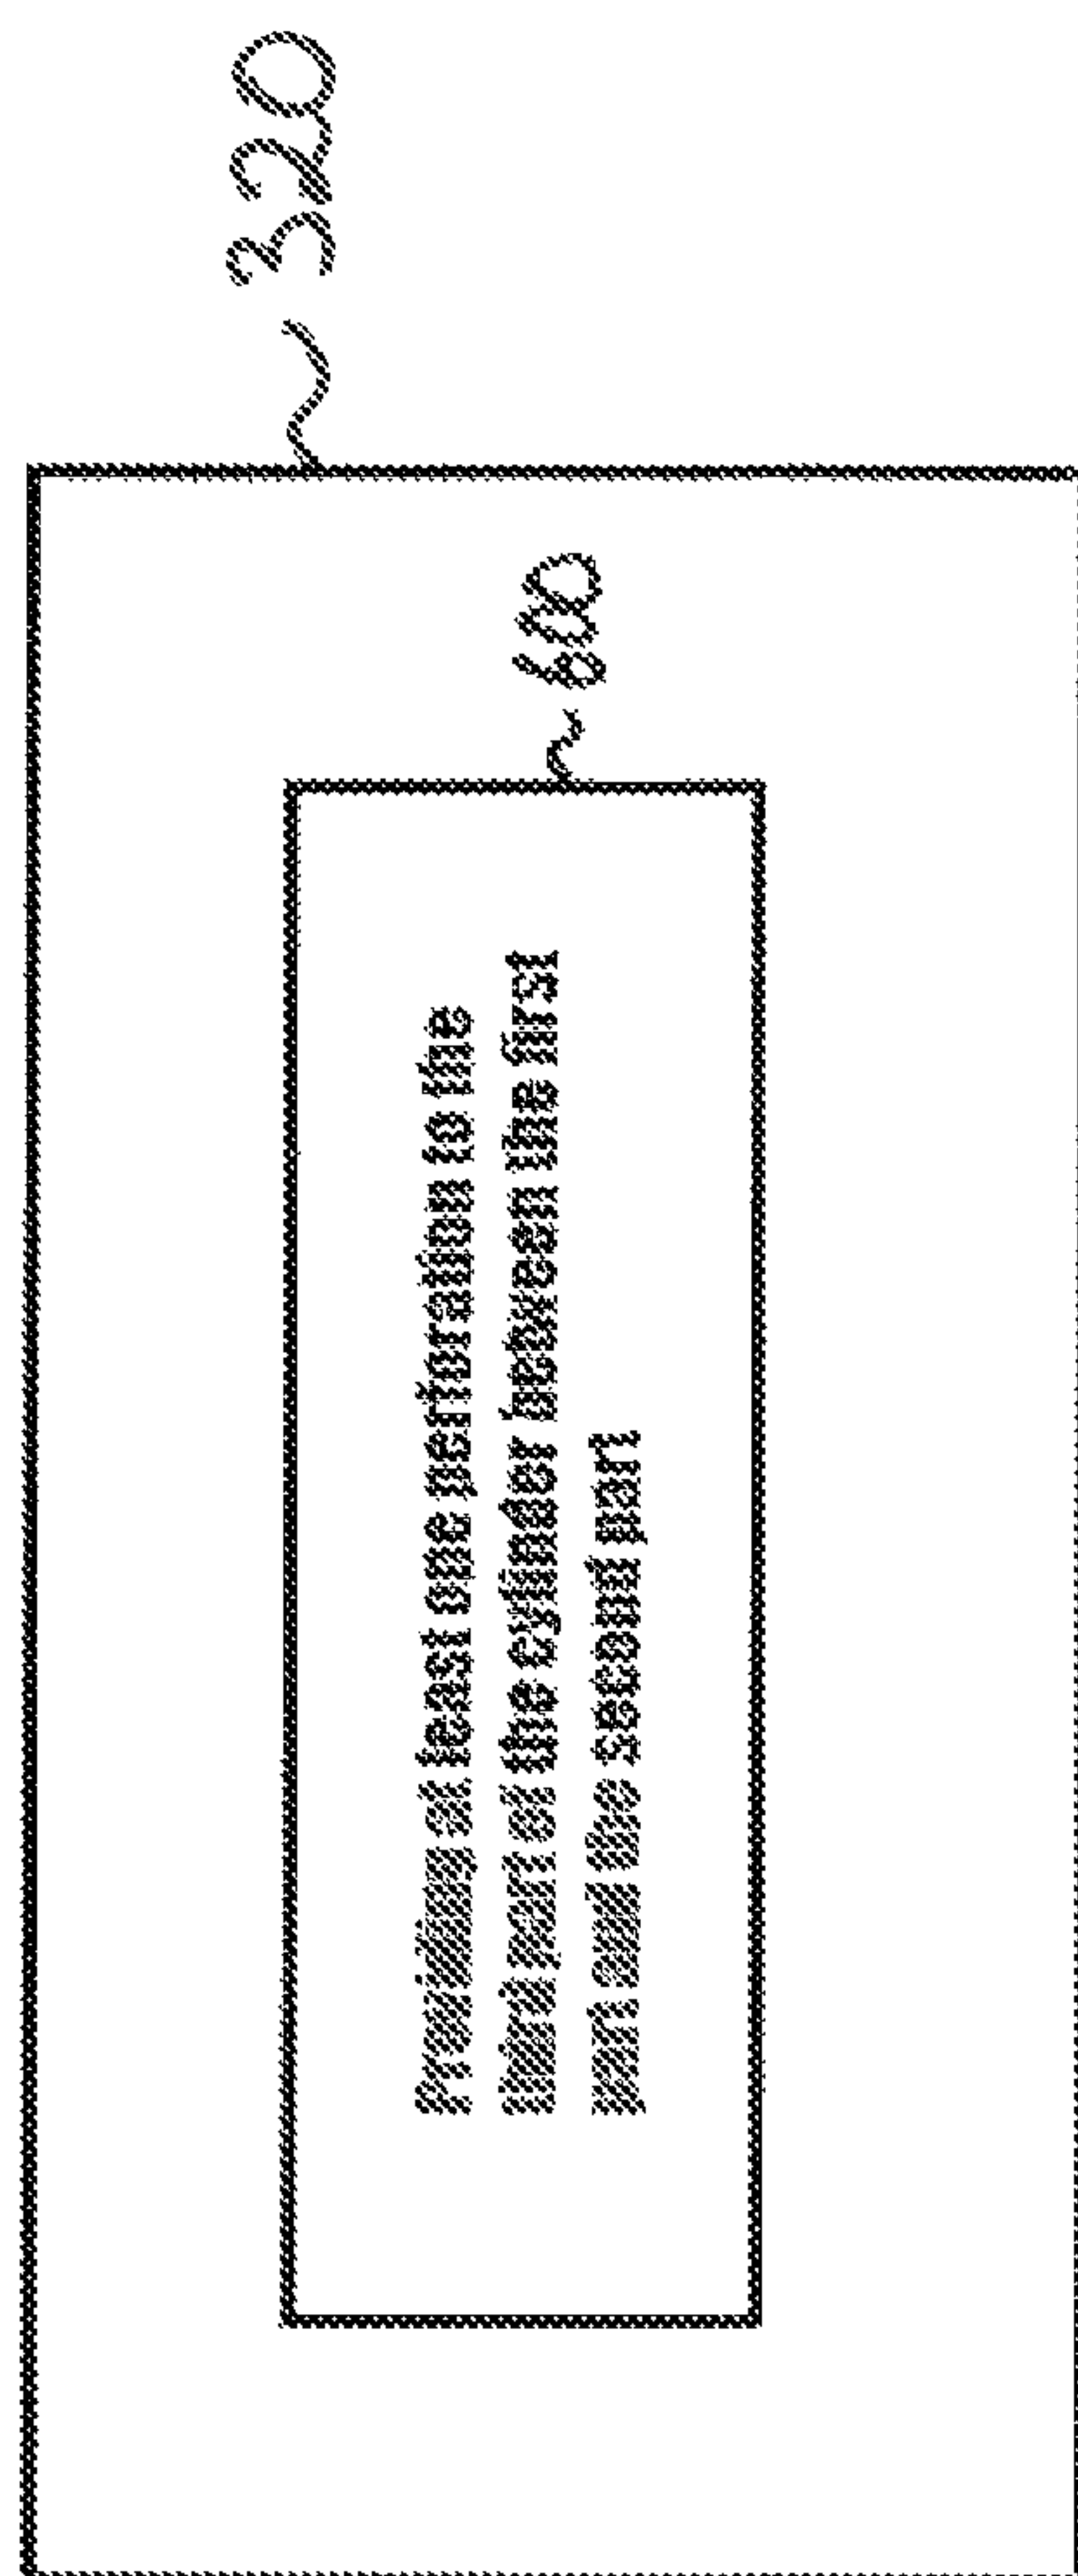 320
600
Providing at least one perforation to the
third part of the cylinder between the first
part and the second part